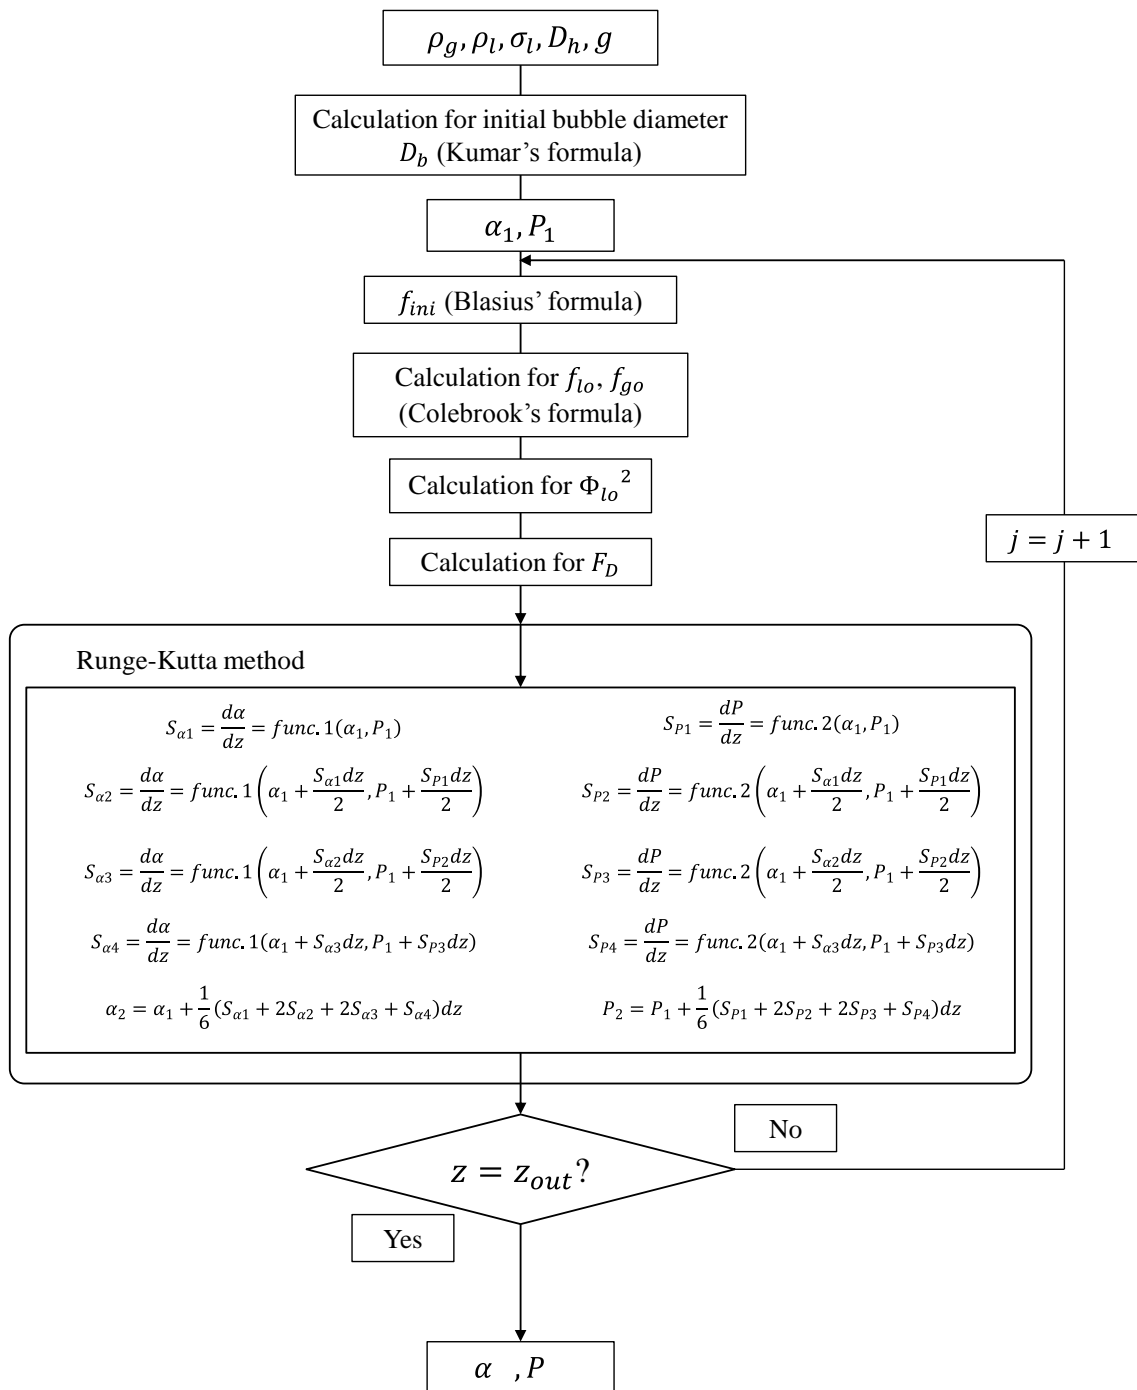 ρ_g, ρ_l, σ_l, D_h, g
Calculation for initial bubble diameter
D_b (Kumar’s formula)
α_1, P_1
f_ini (Blasius’ formula)
Calculation for f_lo, f_go
(Colebrook’s formula)
Calculation for Φ_lo^2
Calculation for F_D
j = j + 1
Runge-Kutta method
S_α1 = dα/dz = func.1(α_1, P_1)
S_P1 = dP/dz = func.2(α_1, P_1)
S_α2 = dα/dz = func.1(α_1 + S_α1dz/2, P_1 + S_P1dz/2)
S_P2 = dP/dz = func.2(α_1 + S_α1dz/2, P_1 + S_P1dz/2)
S_α3 = dα/dz = func.1(α_1 + S_α2dz/2, P_1 + S_P2dz/2)
S_P3 = dP/dz = func.2(α_1 + S_α2dz/2, P_1 + S_P2dz/2)
S_α4 = dα/dz = func.1(α_1 + S_α3dz, P_1 + S_P3dz)
S_P4 = dP/dz = func.2(α_1 + S_α3dz, P_1 + S_P3dz)
α_2 = α_1 + 1/6(S_α1 + 2S_α2 + 2S_α3 + S_α4)dz
P_2 = P_1 + 1/6(S_P1 + 2S_P2 + 2S_P3 + S_P4)dz
No
z = z_out?
Yes
α , P